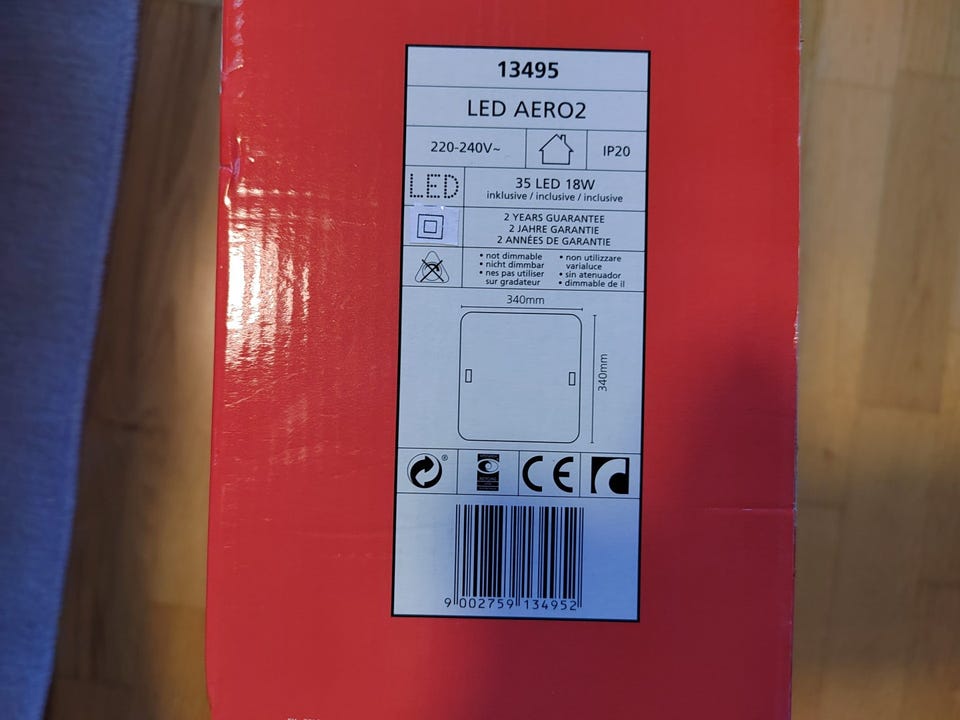 13495
LED AERO2
220-240V~
IP20
LED
35 LED 18W
inklusive / inclusive / inclusive
2 YEARS GUARANTEE
2 JAHRE GARANTIE
2 ANNÉES DE GARANTIE
• not dimmable
• nicht dimmbar
• nes pas utiliser
sur gradateur
• non utilizzare
varialuce
• sin atenuador
• dimmable de il
340mm
340mm
®
CE
9 002759 134952